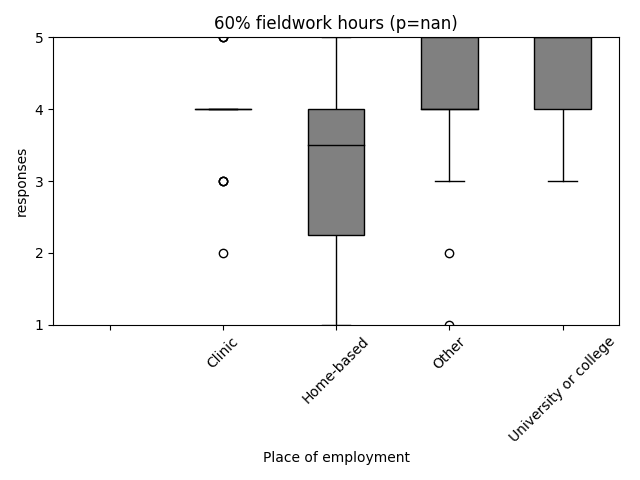 60% fieldwork hours (p=nan)
5
4
3
2
1
responses
Clinic
Home-based
Other
University or college
Place of employment